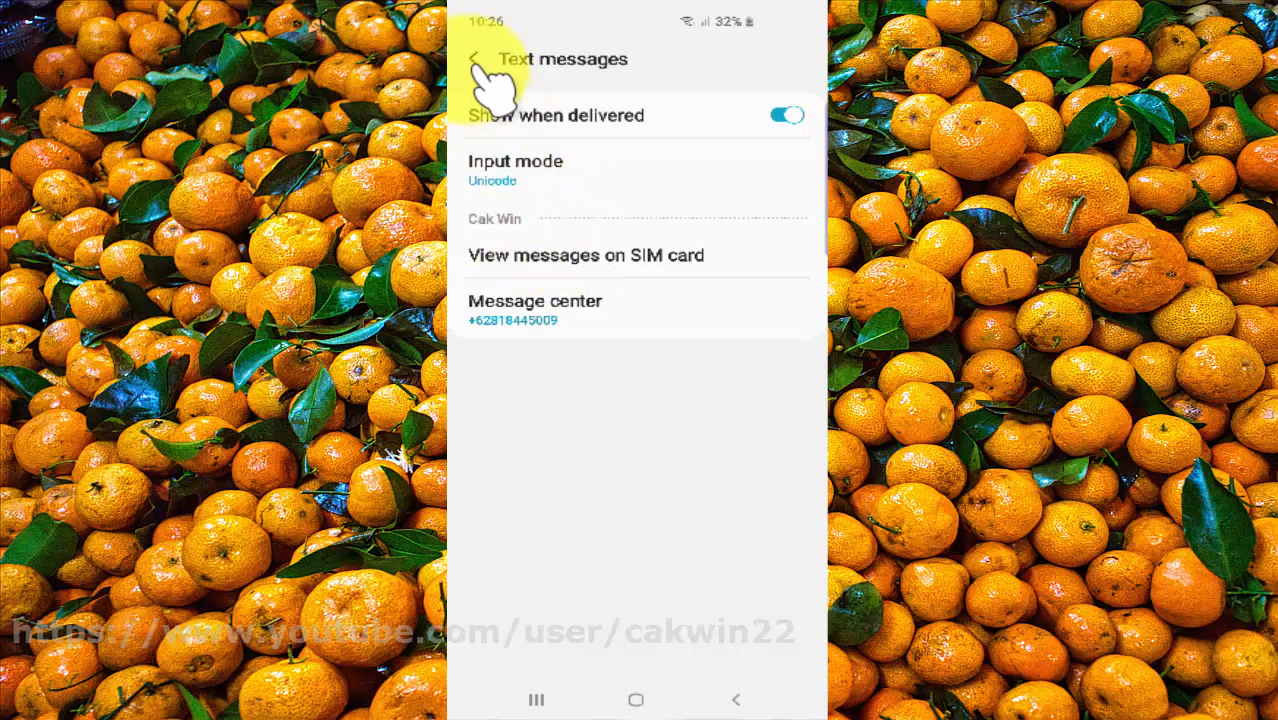 10:26 32%
Text messages
Show when delivered
Input mode
Unicode
Cak Win
View messages on SIM card
Message center
+62818445009
https://www.youtube.com/user/cakwin22